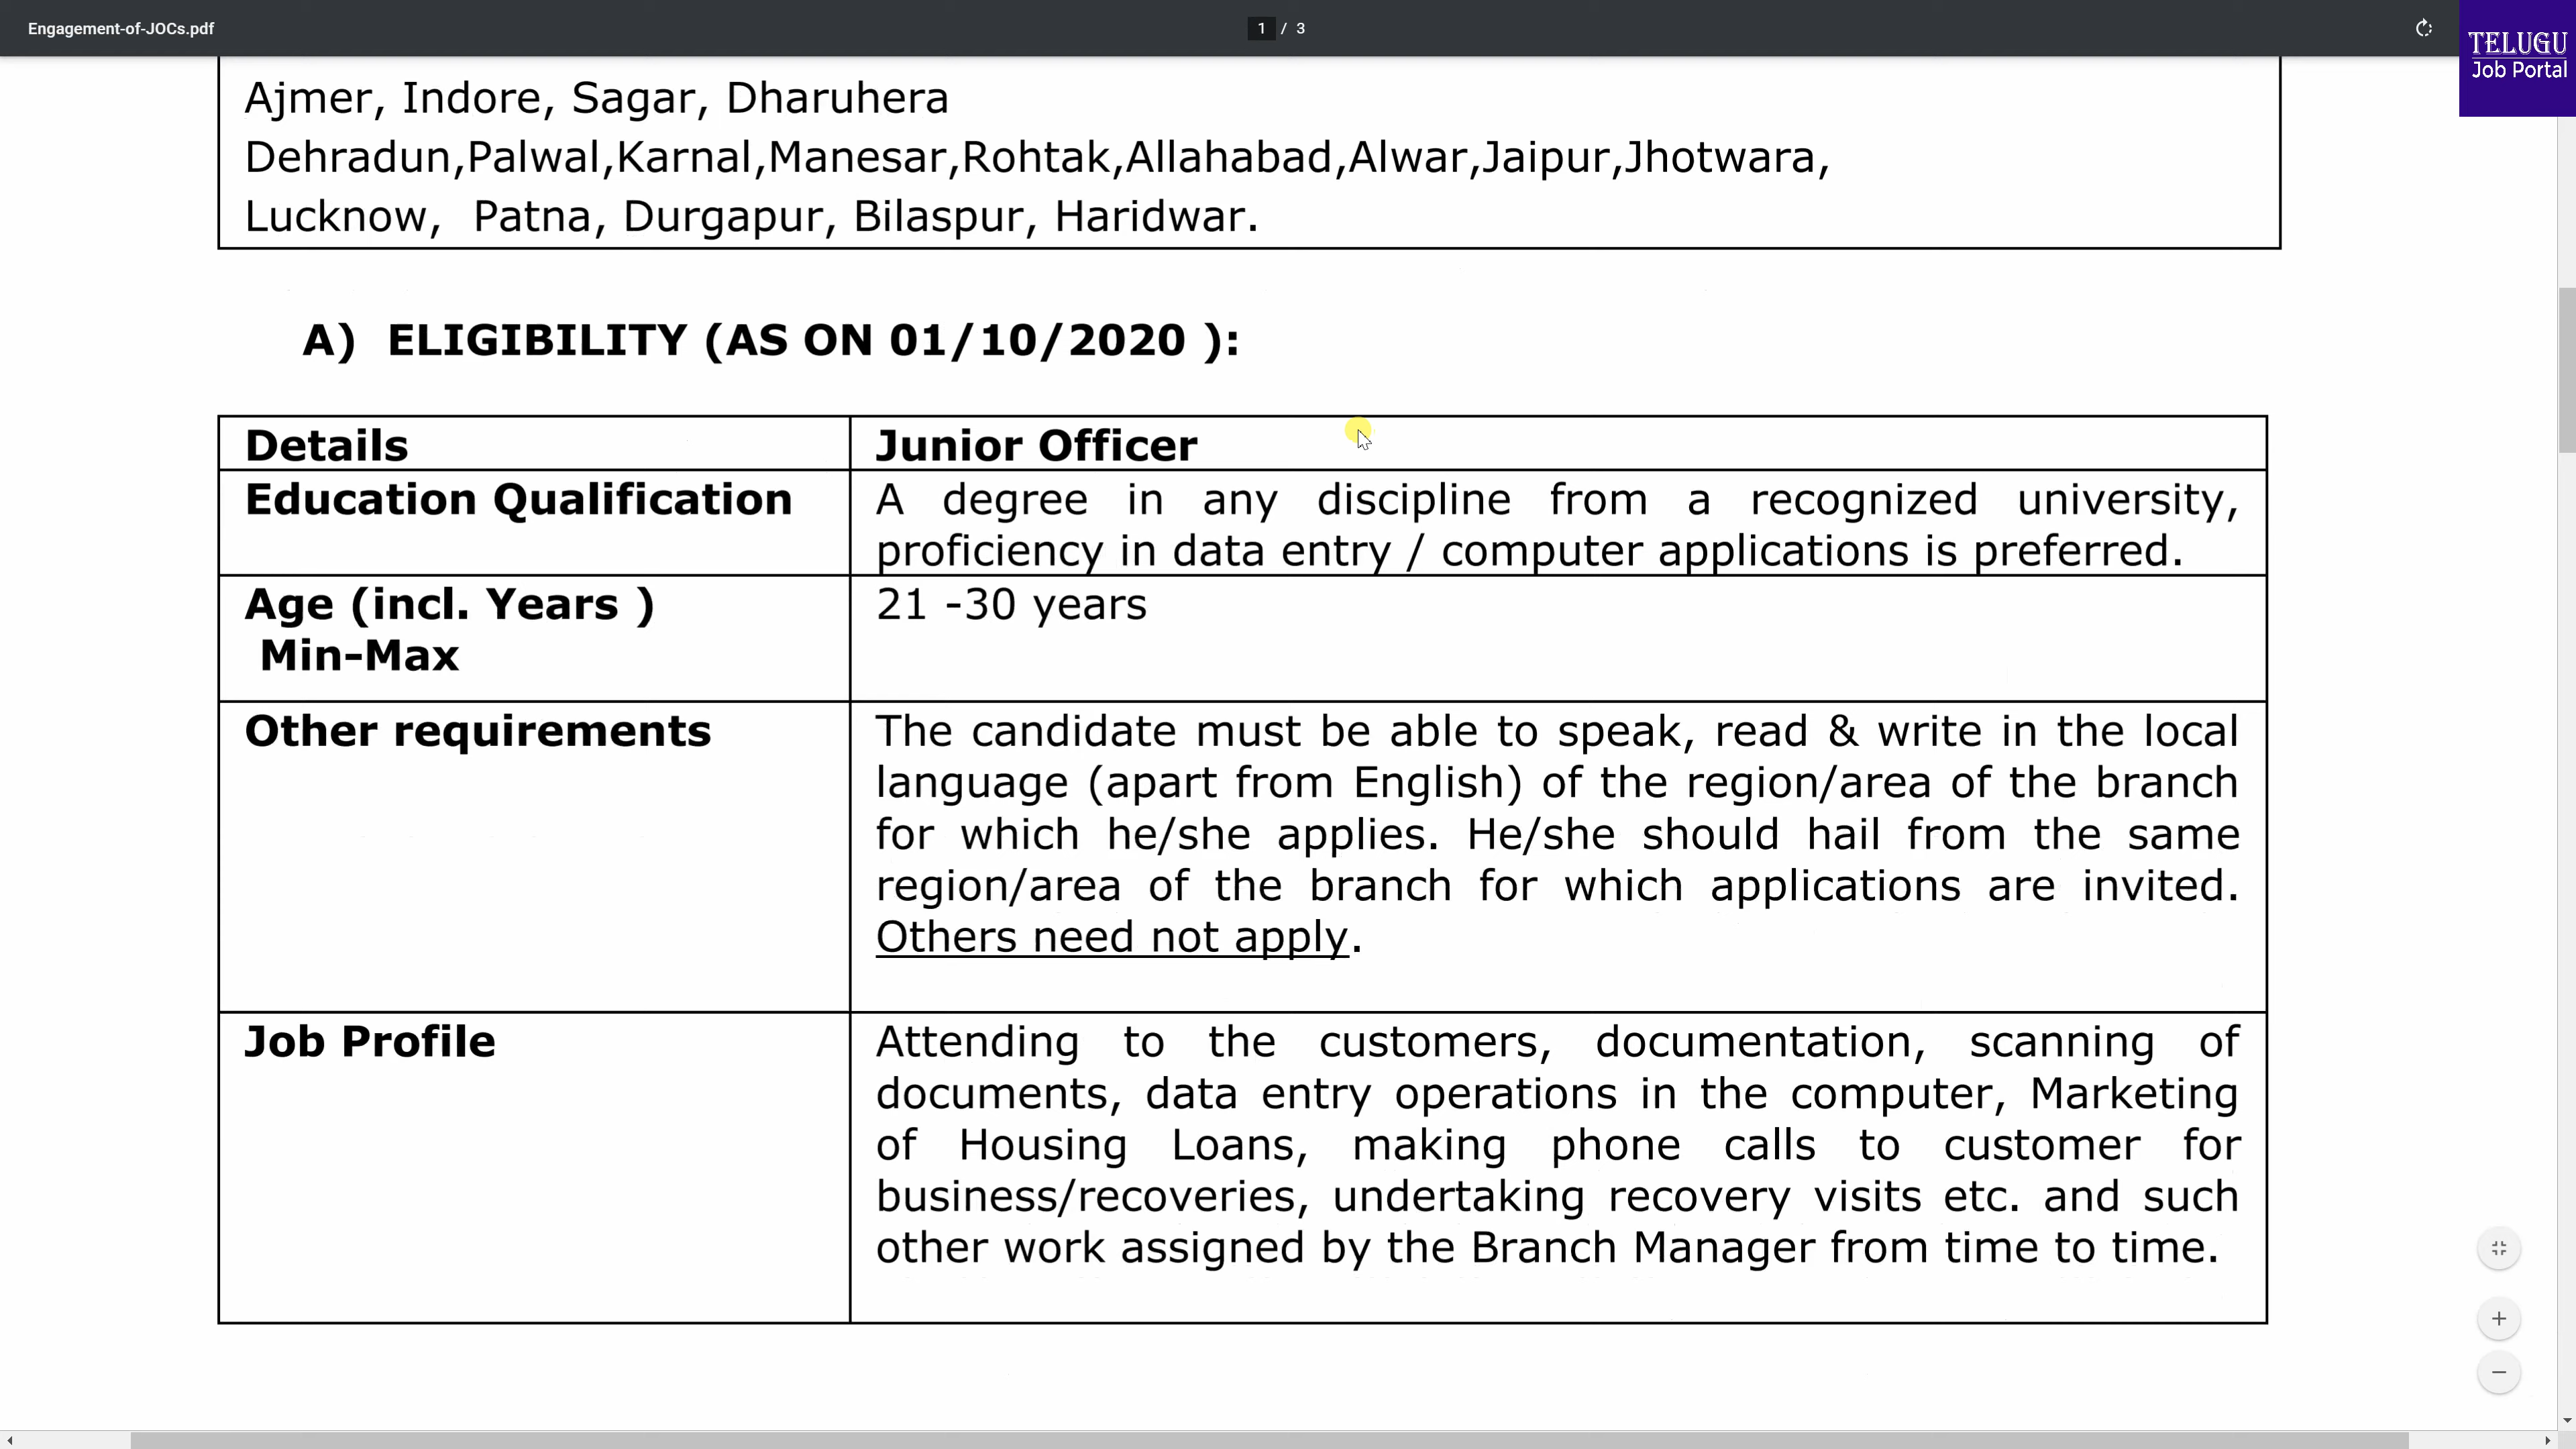 Engagement-of-JOCs.pdf
1 / 3
TELUGU
Job Portal
Ajmer, Indore, Sagar, Dharuhera
Dehradun,Palwal,Karnal,Manesar,Rohtak,Allahabad,Alwar,Jaipur,Jhotwara,
Lucknow, Patna, Durgapur, Bilaspur, Haridwar.
A) ELIGIBILITY (AS ON 01/10/2020 ):
Details
Junior Officer
Education Qualification
A degree in any discipline from a recognized university,
proficiency in data entry / computer applications is preferred.
Age (incl. Years )
Min-Max
21 -30 years
Other requirements
The candidate must be able to speak, read & write in the local
language (apart from English) of the region/area of the branch
for which he/she applies. He/she should hail from the same
region/area of the branch for which applications are invited.
Others need not apply.
Job Profile
Attending to the customers, documentation, scanning of
documents, data entry operations in the computer, Marketing
of Housing Loans, making phone calls to customer for
business/recoveries, undertaking recovery visits etc. and such
other work assigned by the Branch Manager from time to time.